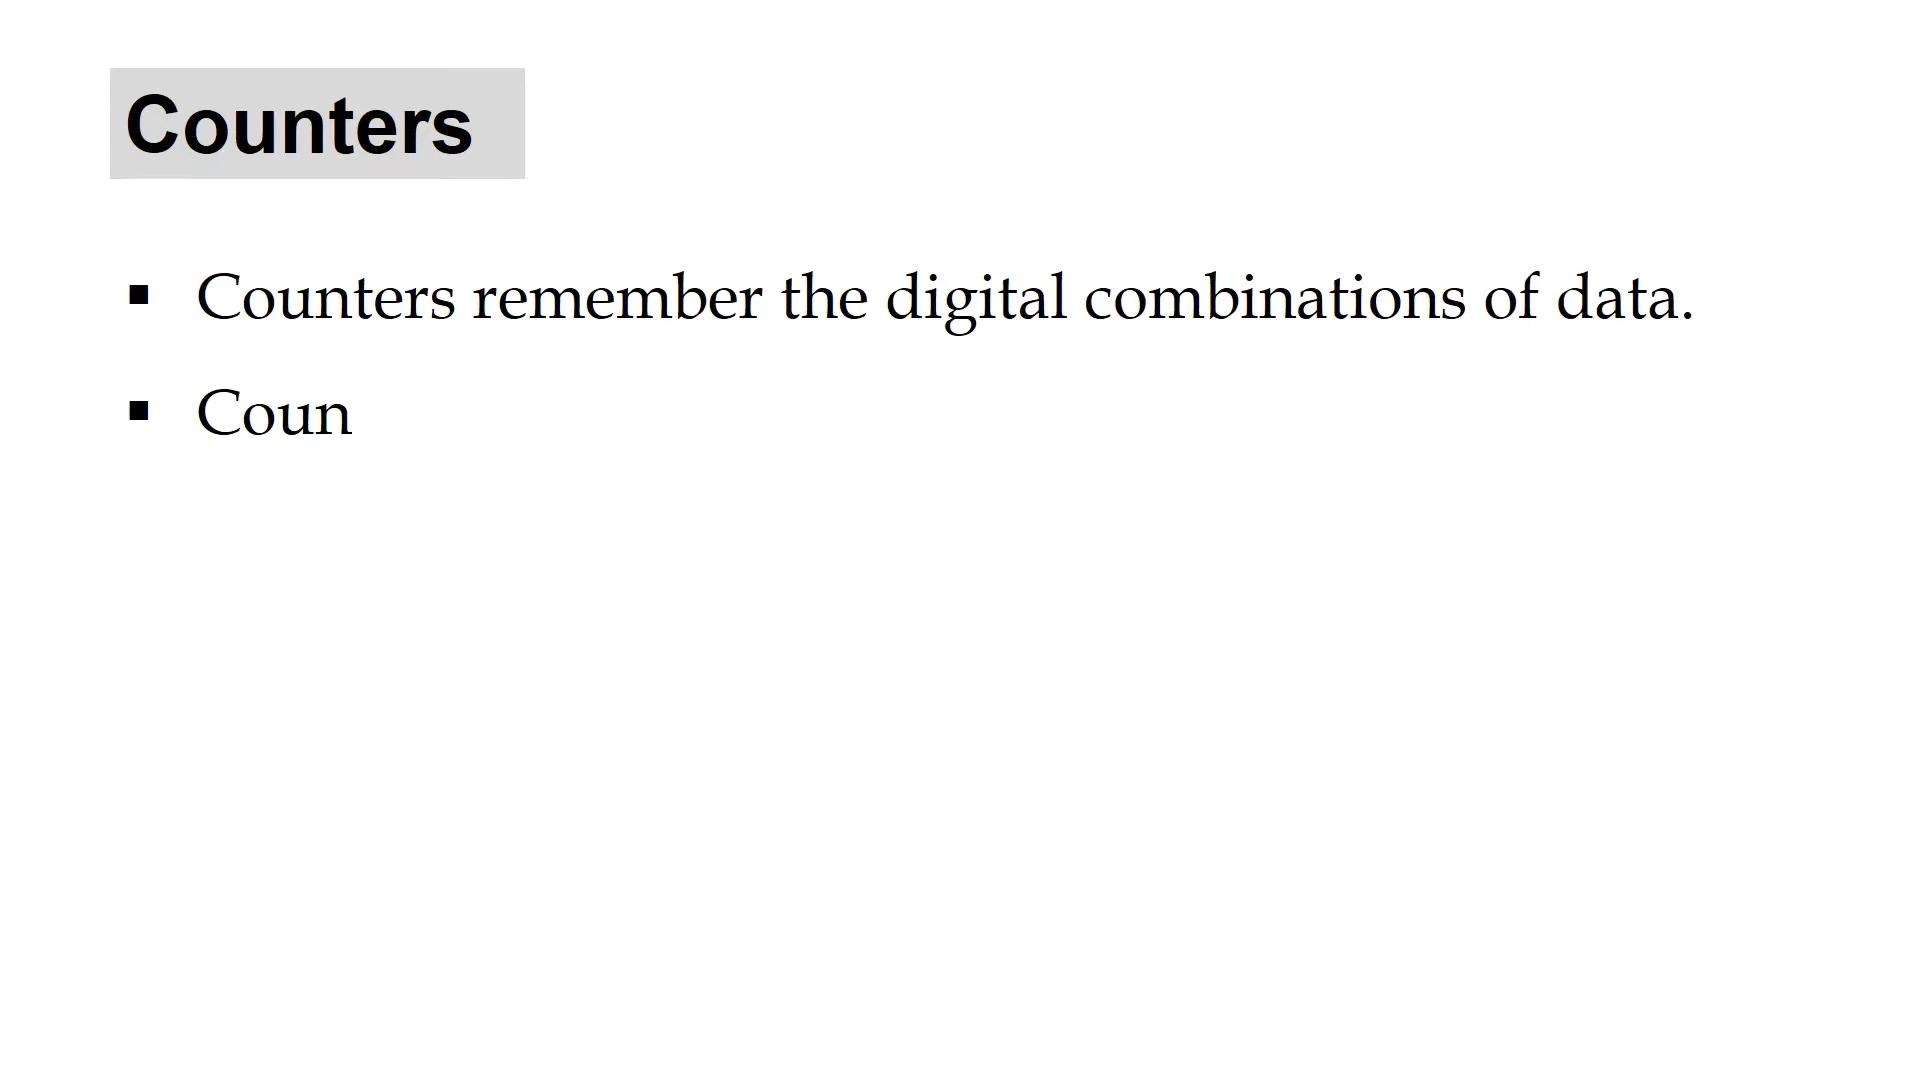 Counters
▪ Counters remember the digital combinations of data.
▪ Coun